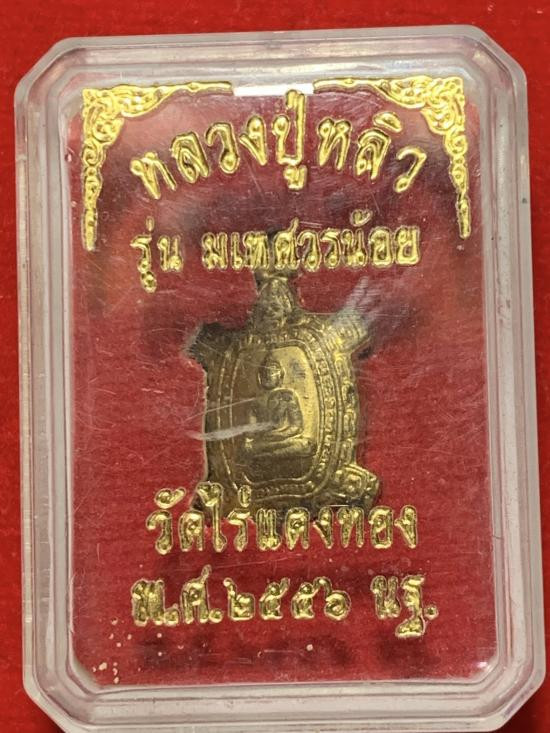 หลวงปู่หลิว
รุ่น มเหศวรน้อย
วัดไร่แตงทอง
พ.ศ.๒๕๕๖ นฐ.